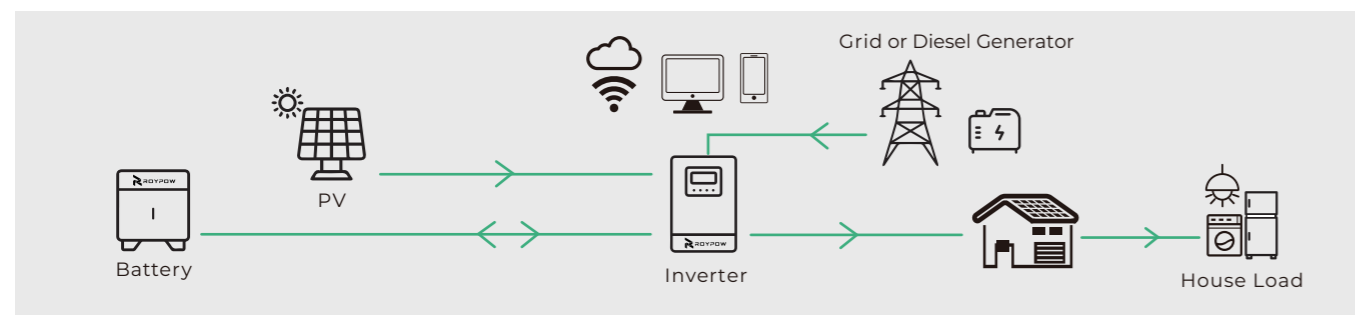 Grid or Diesel Generator
PV
ROYPOW
Battery
ROYPOW
Inverter
House Load